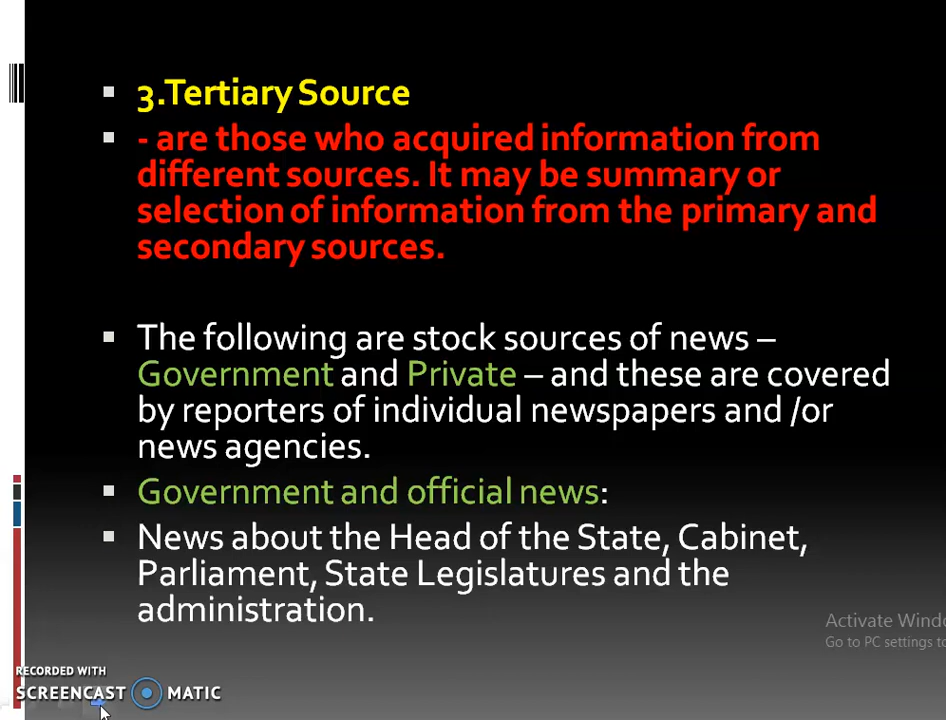 3.Tertiary Source
- are those who acquired information from
different sources. It may be summary or
selection of information from the primary and
secondary sources.
The following are stock sources of news –
Government and Private – and these are covered
by reporters of individual newspapers and /or
news agencies.
Government and official news:
News about the Head of the State, Cabinet,
Parliament, State Legislatures and the
administration.
Activate Windo
Go to PC settings to
RECORDED WITH
SCREENCAST MATIC